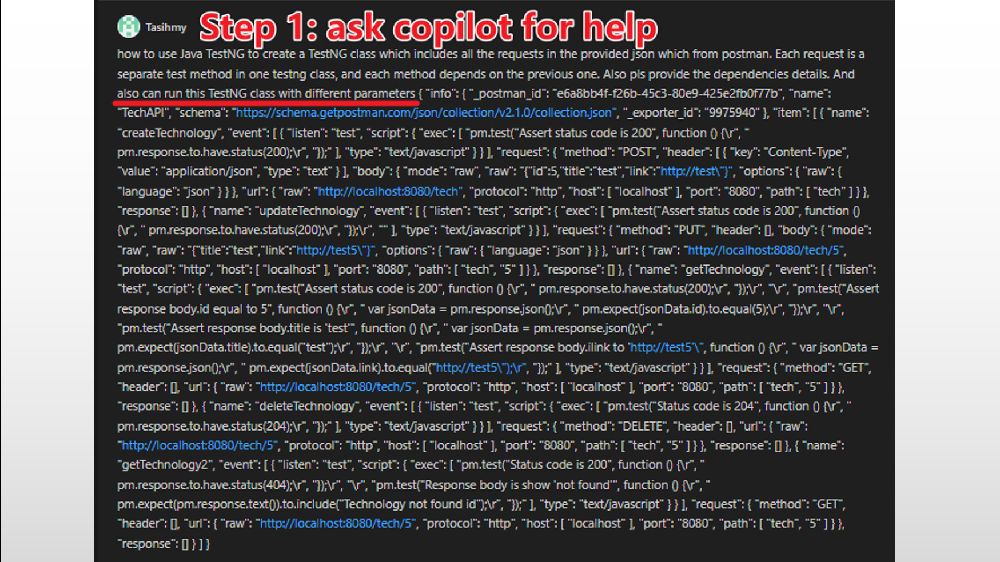 Tasihmy
Step 1: ask copilot for help
how to use Java TestNG to create a TestNG class which includes all the requests in the provided json which from postman. Each request is a
separate test method in one testng class, and each method depends on the previous one. Also pls provide the dependencies details. And
also can run this TestNG class with different parameters { "info": { "_postman_id": "e6a8bb4f-f26b-45c3-80e9-425e2fb0f77b", "name":
"TechAPI", "schema": "https://schema.getpostman.com/json/collection/v2.1.0/collection.json", "_exporter_id": "9975940" }, "item": [ { "name":
"createTechnology", "event": [ { "listen": "test", "script": { "exec": [ "pm.test("Assert status code is 200", function () {\r", "
pm.response.to.have.status(200);\r", "});" ], "type": "text/javascript" } } ], "request": { "method": "POST", "header": [ { "key": "Content-Type",
"value": "application/json", "type": "text" } ], "body": { "mode": "raw", "raw": "{"id":5,"title":"test","link":"http://test\"}", "options": { "raw": {
"language": "json" } } }, "url": { "raw": "http://localhost:8080/tech", "protocol": "http", "host": [ "localhost" ], "port": "8080", "path": [ "tech" ] } },
"response": [] }, { "name": "updateTechnology", "event": [ { "listen": "test", "script": { "exec": [ "pm.test("Assert status code is 200", function ()
{\r", " pm.response.to.have.status(200);\r", "});\r", "" ], "type": "text/javascript" } } ], "request": { "method": "PUT", "header": [], "body": { "mode":
"raw", "raw": "{"title":"test","link":"http://test5\"}", "options": { "raw": { "language": "json" } } }, "url": { "raw": "http://localhost:8080/tech/5",
"protocol": "http", "host": [ "localhost" ], "port": "8080", "path": [ "tech", "5" ] } }, "response": [] }, { "name": "getTechnology", "event": [ { "listen":
"test", "script": { "exec": [ "pm.test("Assert status code is 200", function () {\r", " pm.response.to.have.status(200);\r", "});\r", "\r", "pm.test("Assert
response body.id equal to 5", function () {\r", " var jsonData = pm.response.json();\r", " pm.expect(jsonData.id).to.equal(5);\r", "});\r", "\r",
"pm.test("Assert response body.title is 'test'", function () {\r", " var jsonData = pm.response.json();\r", "
pm.expect(jsonData.title).to.equal("test");\r", "});\r", "\r", "pm.test("Assert response body.ilink to 'http://test5'\", function () {\r", " var jsonData =
pm.response.json();\r", " pm.expect(jsonData.link).to.equal("http://test5\");\r", "});" ], "type": "text/javascript" } } ], "request": { "method": "GET",
"header": [], "url": { "raw": "http://localhost:8080/tech/5", "protocol": "http", "host": [ "localhost" ], "port": "8080", "path": [ "tech", "5" ] } },
"response": [] }, { "name": "deleteTechnology", "event": [ { "listen": "test", "script": { "exec": [ "pm.test("Status code is 204", function () {\r", "
pm.response.to.have.status(204);\r", "});" ], "type": "text/javascript" } } ], "request": { "method": "DELETE", "header": [], "url": { "raw":
"http://localhost:8080/tech/5", "protocol": "http", "host": [ "localhost" ], "port": "8080", "path": [ "tech", "5" ] } }, "response": [] }, { "name":
"getTechnology2", "event": [ { "listen": "test", "script": { "exec": [ "pm.test("Status code is 200", function () {\r", "
pm.response.to.have.status(404);\r", "});\r", "\r", "pm.test("Response body is show 'not found'", function () {\r", "
pm.expect(pm.response.text()).to.include("Technology not found id");\r", "});" ], "type": "text/javascript" } } ], "request": { "method": "GET",
"header": [], "url": { "raw": "http://localhost:8080/tech/5", "protocol": "http", "host": [ "localhost" ], "port": "8080", "path": [ "tech", "5" ] } },
"response": [] } ] }